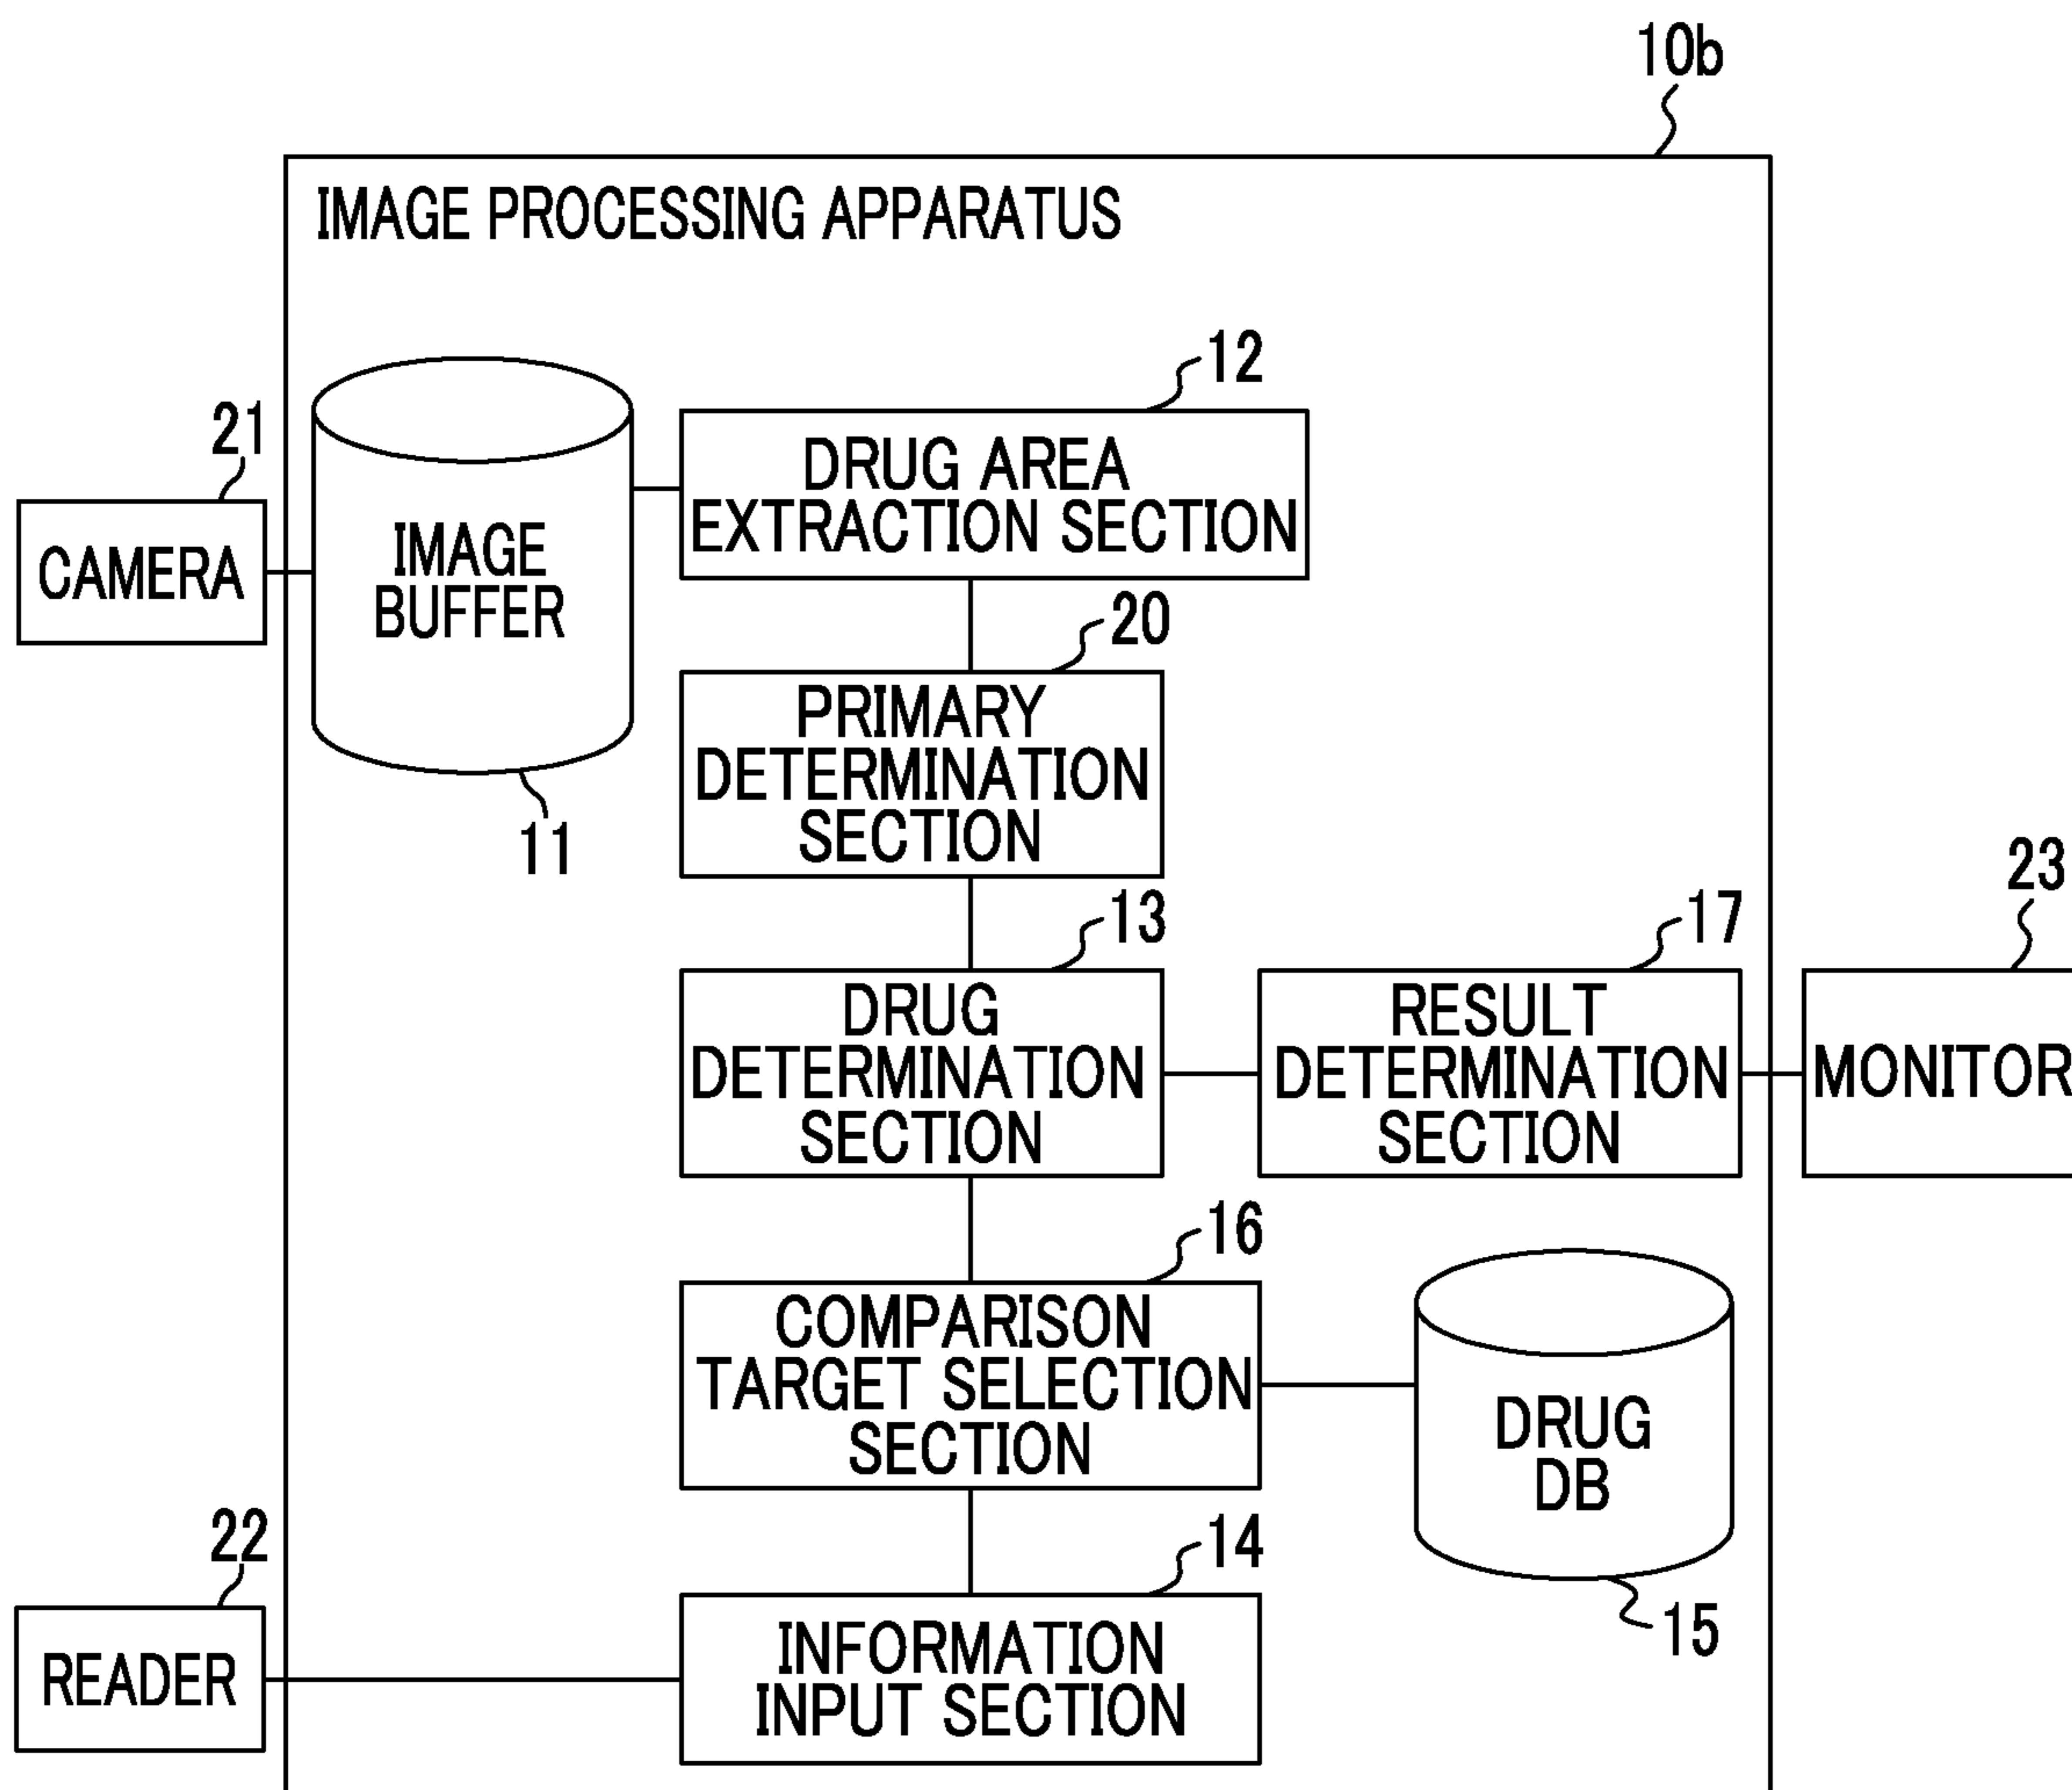 10b
IMAGE PROCESSING APPARATUS
12
21
DRUG AREA
EXTRACTION SECTION
CAMERA
IMAGE
BUFFER
20
PRIMARY
DETERMINATION
SECTION
11
23
13
17
DRUG
DETERMINATION
SECTION
RESULT
DETERMINATION
SECTION
MONITOR
16
COMPARISON
TARGET SELECTION
SECTION
DRUG
DB
22
14
15
READER
INFORMATION
INPUT SECTION